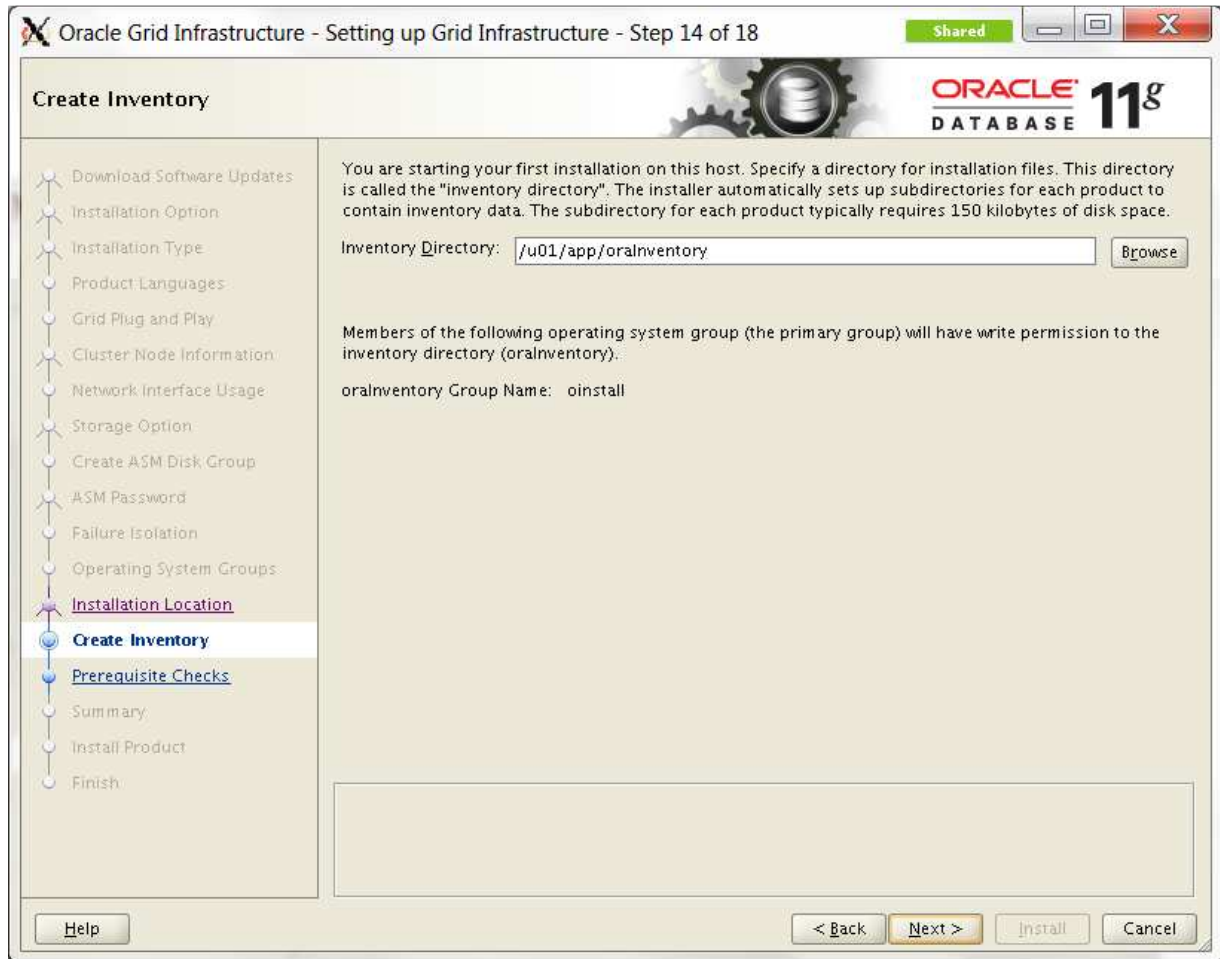 Oracle Grid Infrastructure - Setting up Grid Infrastructure - Step 14 of 18
Shared
Create Inventory
ORACLE
DATABASE
11g
Download Software Updates
Installation Option
Installation Type
Product Languages
Grid Plug and Play
Cluster Node Information
Network Interface Usage
Storage Option
Create ASM Disk Group
ASM Password
Failure Isolation
Operating System Groups
Installation Location
Create Inventory
Prerequisite Checks
Summary
Install Product
Finish
You are starting your first installation on this host. Specify a directory for installation files. This directory
is called the "inventory directory". The installer automatically sets up subdirectories for each product to
contain inventory data. The subdirectory for each product typically requires 150 kilobytes of disk space.
Inventory Directory: /u01/app/oraInventory
Browse
Members of the following operating system group (the primary group) will have write permission to the
inventory directory (oraInventory).
oraInventory Group Name: oinstall
Help
< Back
Next >
Install
Cancel